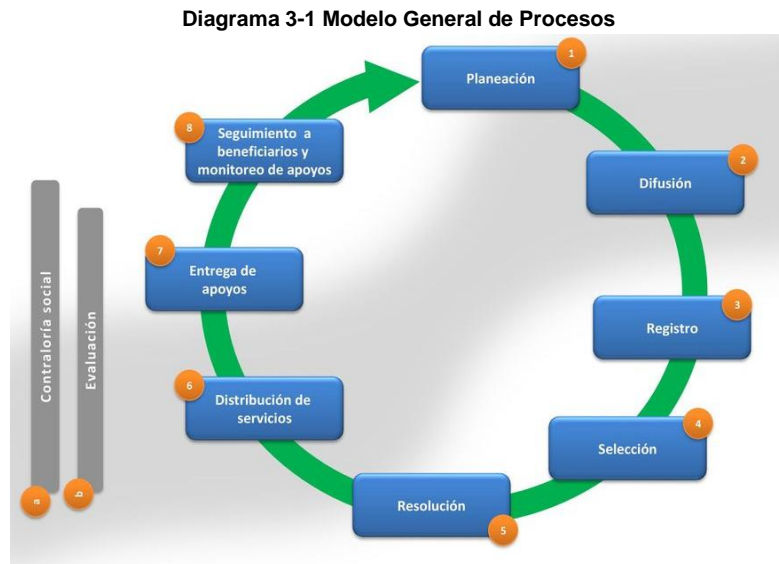 Diagrama 3-1 Modelo General de Procesos
1
Planeación
2
Difusión
3
Registro
4
Selección
5
Resolución
6
Distribución de
servicios
7
Entrega de
apoyos
8
Seguimiento a
beneficiarios y
monitoreo de apoyos
Contraloría social
a
Evaluación
b